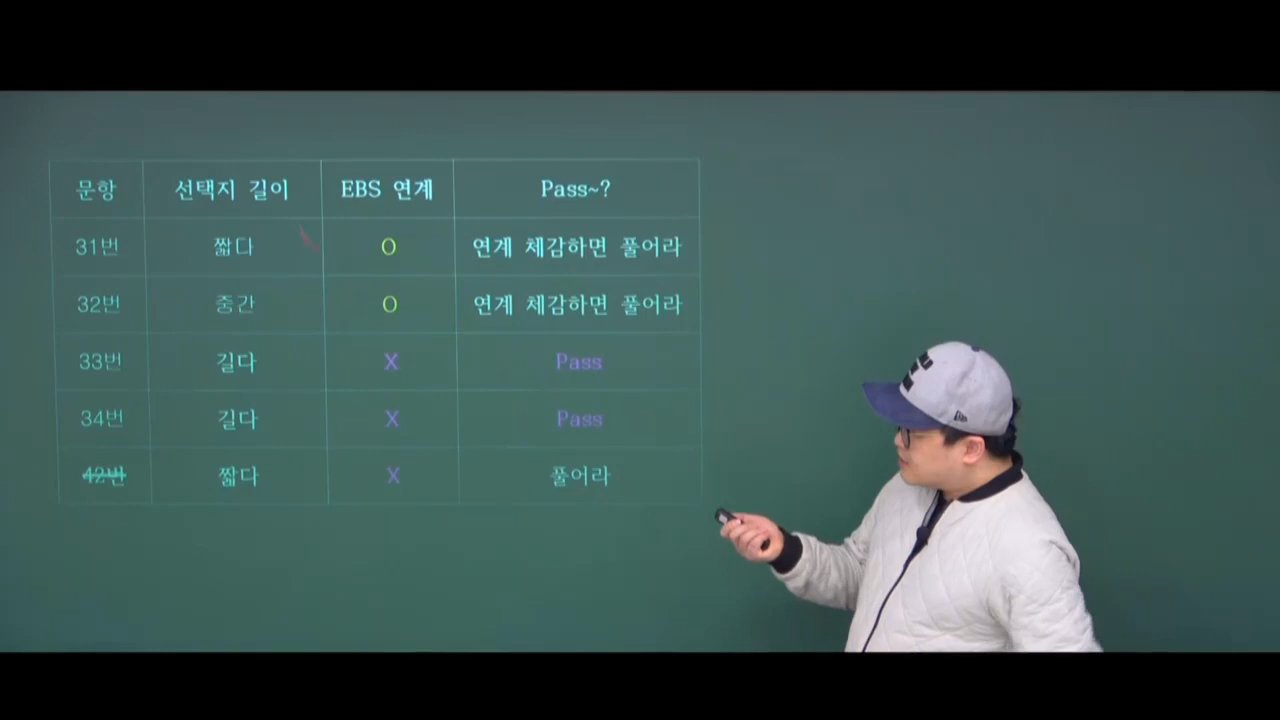 문항 선택지 길이 EBS 연계 Pass~?
31번 짧다 O 연계 체감하면 풀어라
32번 중간 O 연계 체감하면 풀어라
33번 길다 X Pass
34번 길다 X Pass
42번 짧다 X 풀어라